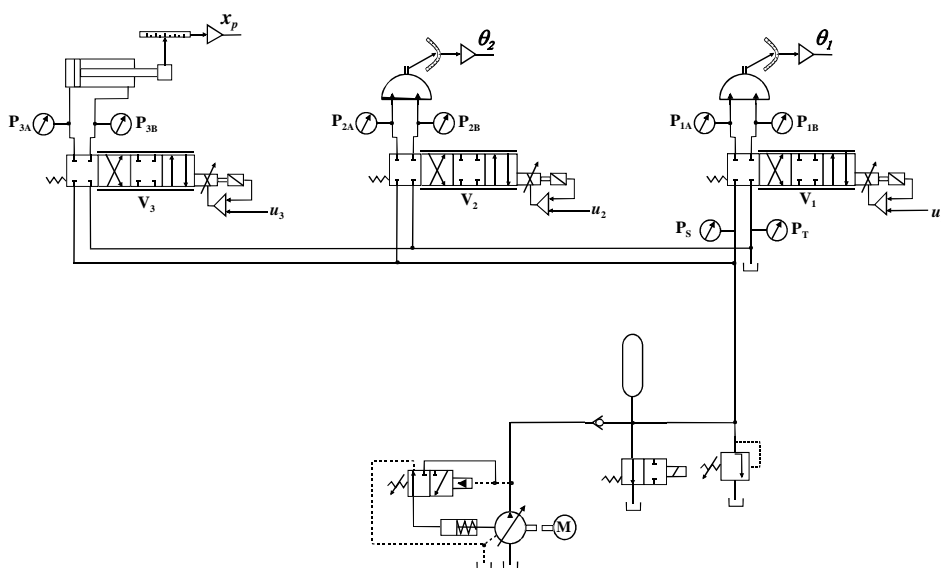 x_p
θ_2
θ_1
P_3A
P_3B
P_2A
P_2B
P_1A
P_1B
V_3
V_2
V_1
u_3
u_2
u
P_S
P_T
M